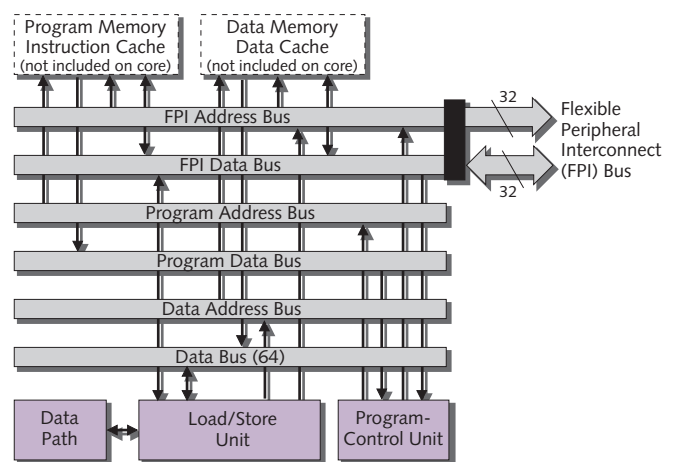 Program Memory
Instruction Cache
(not included on core)
Data Memory
Data Cache
(not included on core)
FPI Address Bus
32
Flexible
Peripheral
Interconnect
(FPI) Bus
FPI Data Bus
32
Program Address Bus
Program Data Bus
Data Address Bus
Data Bus (64)
Data
Path
Load/Store
Unit
Program-
Control Unit